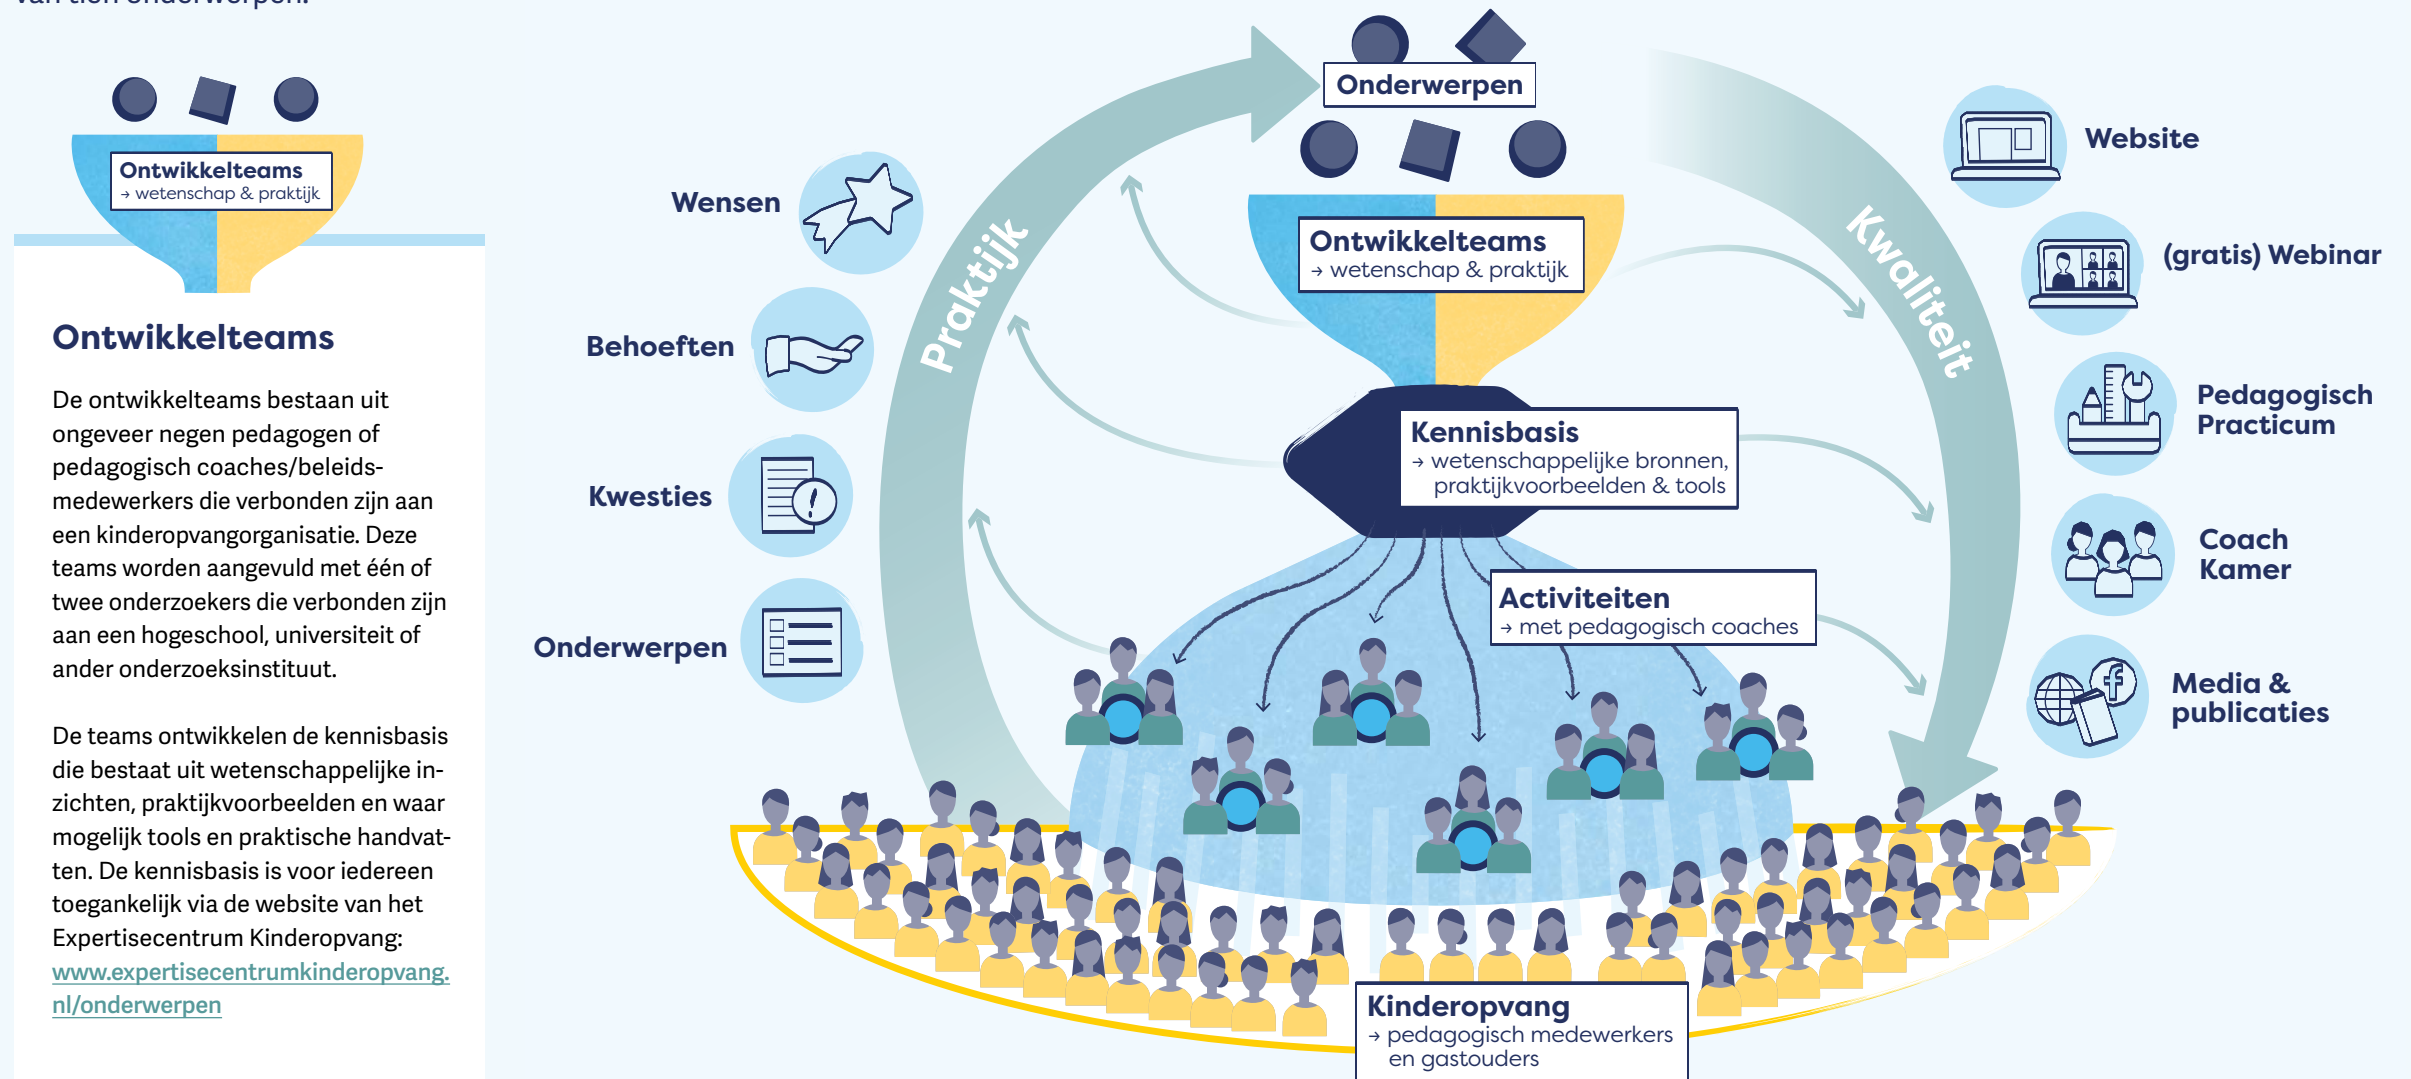 van tien onderwerpen.
Ontwikkelteams
→ wetenschap & praktijk
Ontwikkelteams
De ontwikkelteams bestaan uit
ongeveer negen pedagogen of
pedagogisch coaches/beleids-
medewerkers die verbonden zijn aan
een kinderopvangorganisatie. Deze
teams worden aangevuld met één of
twee onderzoekers die verbonden zijn
aan een hogeschool, universiteit of
ander onderzoeksinstituut.
De teams ontwikkelen de kennisbasis
die bestaat uit wetenschappelijke in-
zichten, praktijkvoorbeelden en waar
mogelijk tools en praktische handvat-
ten. De kennisbasis is voor iedereen
toegankelijk via de website van het
Expertisecentrum Kinderopvang:
www.expertisecentrumkinderopvang.
nl/onderwerpen
Wensen
Behoeften
Kwesties
Onderwerpen
Praktijk
Onderwerpen
Ontwikkelteams
→ wetenschap & praktijk
Kennisbasis
→ wetenschappelijke bronnen,
praktijkvoorbeelden & tools
Activiteiten
→ met pedagogisch coaches
Kinderopvang
→ pedagogisch medewerkers
en gastouders
Kwaliteit
Website
(gratis) Webinar
Pedagogisch
Practicum
Coach
Kamer
Media &
publicaties